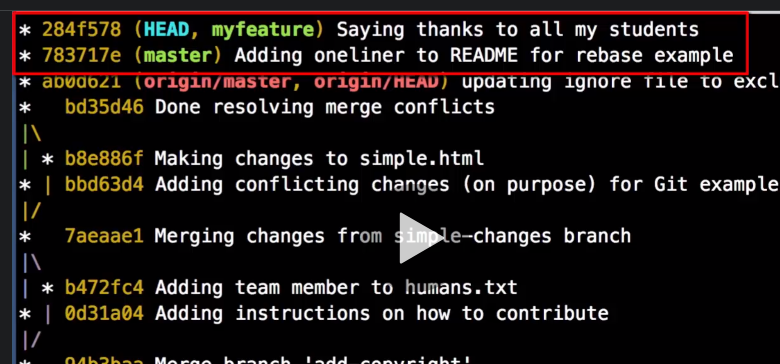 * 284f578 (HEAD, myfeature) Saying thanks to all my students
* 783717e (master) Adding oneliner to README for rebase example
* ab0d621 (origin/master, origin/HEAD) updating ignore file to excl
* bd35d46 Done resolving merge conflicts
|\
| * b8e886f Making changes to simple.html
* | bbd63d4 Adding conflicting changes (on purpose) for Git example
|/
* 7aeaae1 Merging changes from simple-changes branch
|\
| * b472fc4 Adding team member to humans.txt
* | 0d31a04 Adding instructions on how to contribute
|/
* 94b3baa Merge branch 'add-copyright'